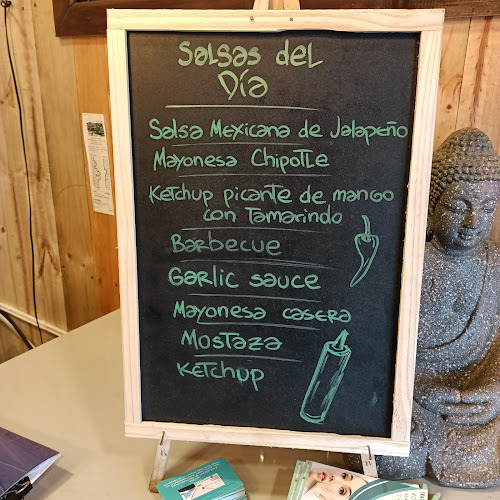 Salsas del
Día
Salsa Mexicana de Jalapeño
Mayonesa Chipotle
Ketchup picante de mango
con Tamarindo
Barbecue
Garlic sauce
Mayonesa casera
Mostaza
Ketchup